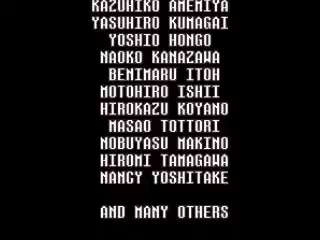 KAZUHIKO AMEMIYA
YASUHIRO KUMAGAI
YOSHIO HONGO
NAOKO KANAZAWA
BENIMARU ITOH
MOTOHIRO ISHII
HIROKAZU KOYANO
MASAO TOTTORI
NOBUYASU MAKINO
HIROMI TAMAGAWA
NANCY YOSHITAKE
AND MANY OTHERS